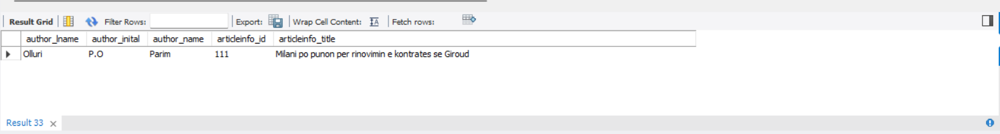 Result Grid Filter Rows: Export: Wrap Cell Content: IA Fetch rows:
author_lname author_inital author_name articleinfo_id articleinfo_title
Olluri P.O Parim 111 Milani po punon per rinovimin e kontrates se Giroud
Result 33 ×